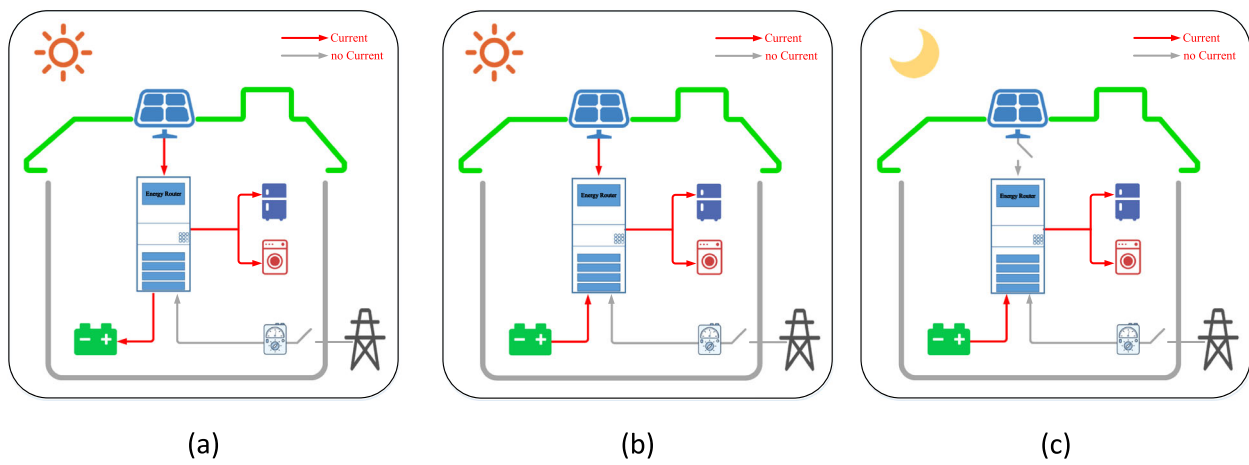 Current
no Current
Energy Router
(a)
Current
no Current
Energy Router
(b)
Current
no Current
Energy Router
(c)